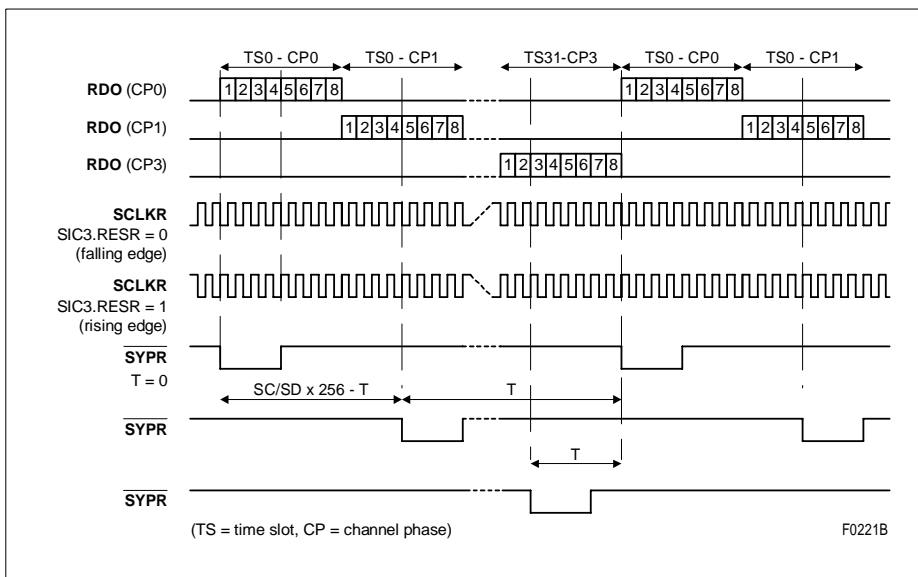 TS0 - CP0 TS0 - CP1 TS31-CP3 TS0 - CP0 TS0 - CP1
RDO (CP0) 1 2 3 4 5 6 7 8 1 2 3 4 5 6 7 8
RDO (CP1) 1 2 3 4 5 6 7 8 1 2 3 4 5 6 7 8
RDO (CP3) 1 2 3 4 5 6 7 8
SCLKR
SIC3.RESR = 0
(falling edge)
SCLKR
SIC3.RESR = 1
(rising edge)
SYPR
T = 0
SC/SD x 256 - T T
SYPR
T
SYPR
(TS = time slot, CP = channel phase) F0221B